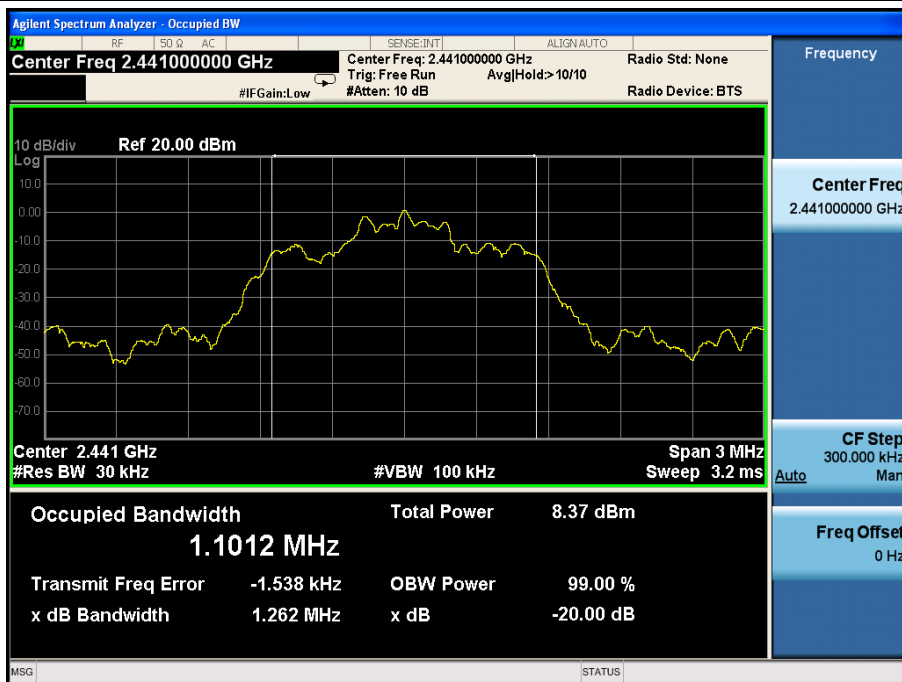 Agilent Spectrum Analyzer - Occupied BW
LXI RF 50 Ω AC SENSE:INT ALIGN AUTO
Center Freq 2.441000000 GHz
#IFGain:Low
Center Freq: 2.441000000 GHz
Trig: Free Run Avg|Hold:>10/10
#Atten: 10 dB
Radio Std: None
Radio Device: BTS
10 dB/div Ref 20.00 dBm
Log
10.0
0.00
-10.0
-20.0
-30.0
-40.0
-50.0
-60.0
-70.0
Center 2.441 GHz Span 3 MHz
#Res BW 30 kHz #VBW 100 kHz Sweep 3.2 ms
Occupied Bandwidth Total Power 8.37 dBm
1.1012 MHz
Transmit Freq Error -1.538 kHz OBW Power 99.00 %
x dB Bandwidth 1.262 MHz x dB -20.00 dB
MSG STATUS
Frequency
Center Freq
2.441000000 GHz
CF Step
300.000 kHz
Auto Man
Freq Offset
0 Hz